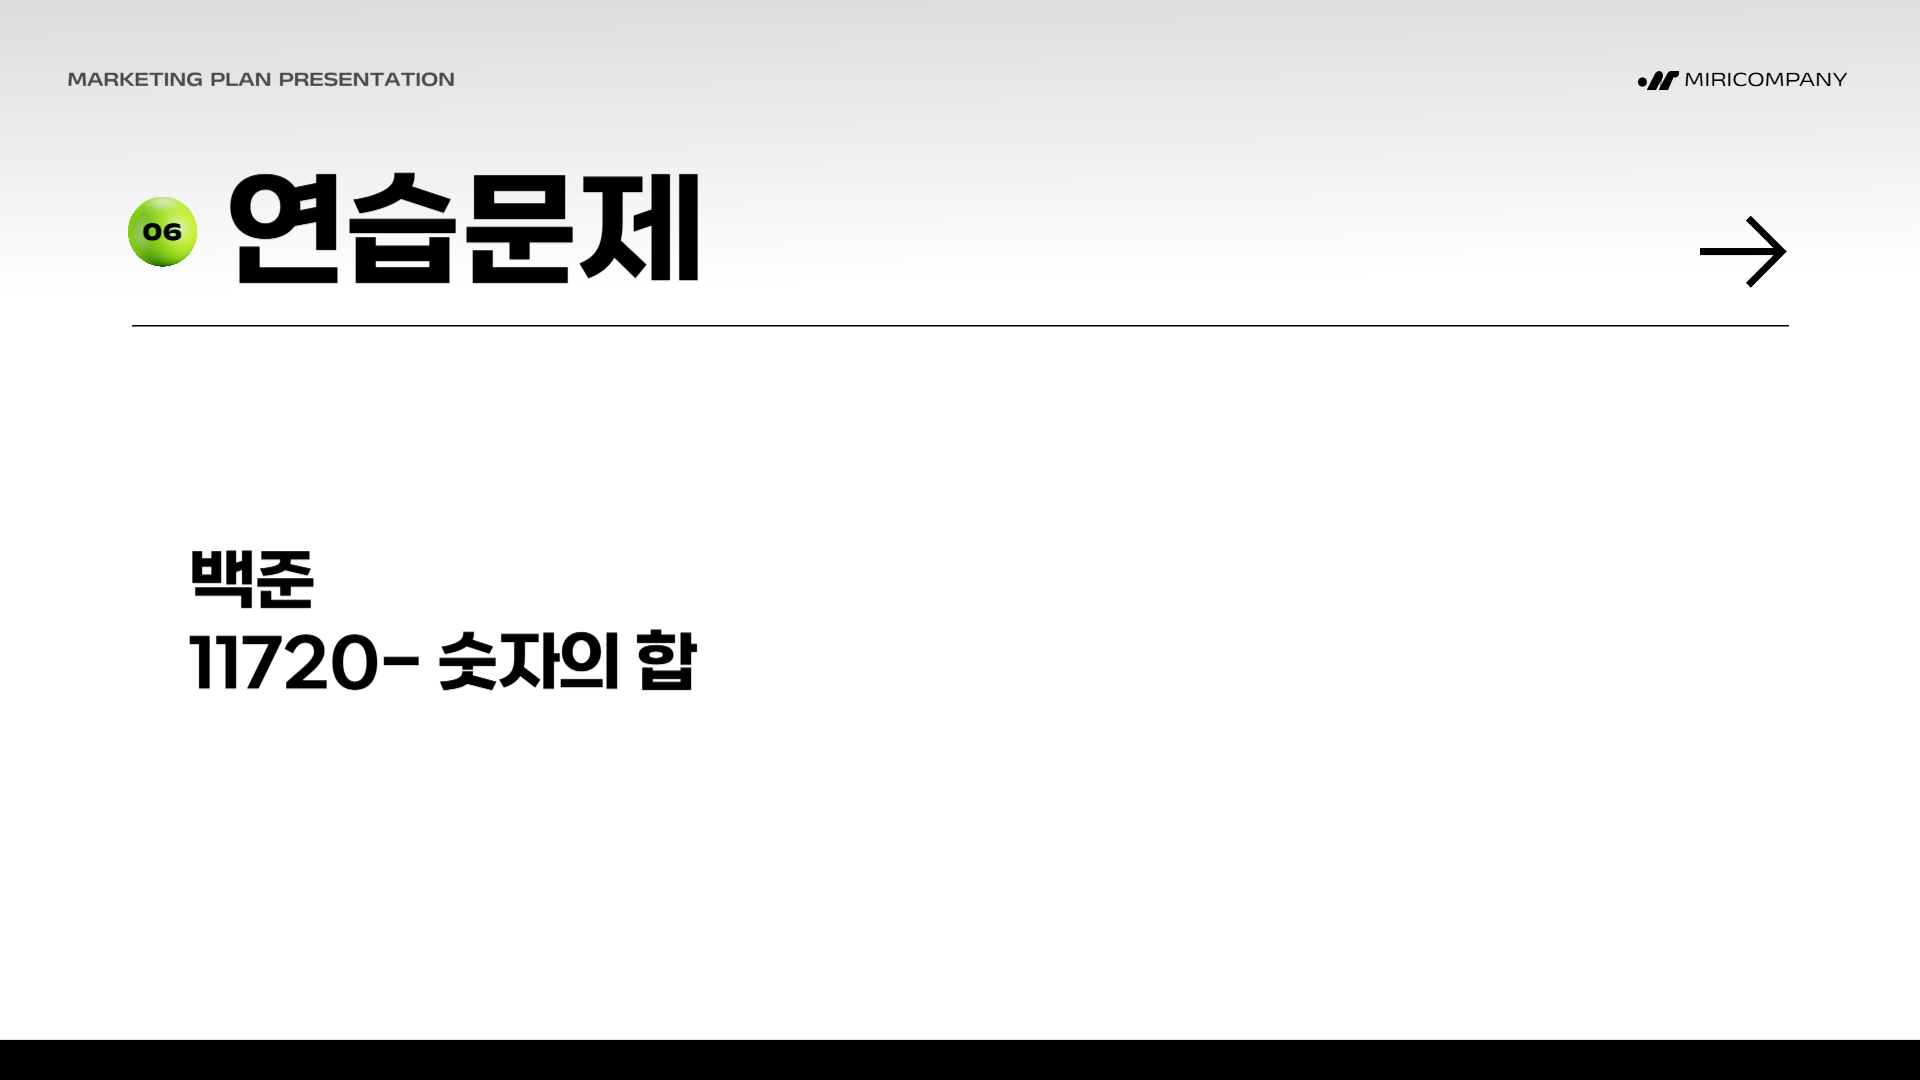 MARKETING PLAN PRESENTATION
MIRICOMPANY
06 연습문제
백준
11720- 숫자의 합